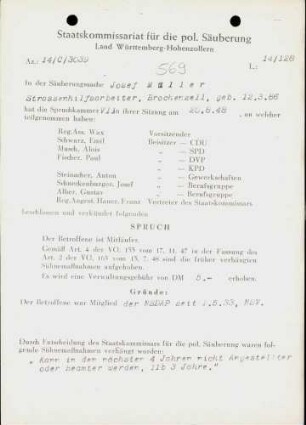 Staatskommissariat für die pol. Säuberung
Land Württemberg-Hohenzollern
Az.: 14/C/3039
569
L.: 14/128
In der Säuberungssache Josef Müller
Strassenhilfsarbeiter, Brochenzell, geb. 12.3.86
hat die Spruchkammer VII in ihrer Sitzung am 20.8.48, an welcher
teilgenommen haben:
Reg.Ass. Wax Vorsitzender
Schwarz, Emil Beisitzer – CDU
Munch, Alois „ – SPD
Fischer, Paul „ – DVP
„ – KPD
Steinacher, Anton „ – Gewerkschaften
Schneckenburger, Josef „ – Berufsgruppe
Alber, Gustav „ – Berufsgruppe
Reg.Angest. Hauer, Franz Vertreter des Staatskommissars
beschlossen und verkündet folgenden
SPRUCH
Der Betroffene ist Mitläufer.
Gemäß Art. 4 der VO. 133 vom 17. 11. 47 in der Fassung des
Art. 2 der VO. 165 vom 13. 7. 48 sind die früher verhängten
Sühnemaßnahmen aufgehoben.
Es wird eine Verwaltungsgebühr von DM 5.- erhoben.
Gründe:
Der Betroffene war Mitglied der NSDAP seit 1.5.33, NSV.
Durch Entscheidung des Staatskommissars für die pol. Säuberung waren fol-
gende Sühnemaßnahmen verhängt worden:
„ Kann in den nächsten 4 Jahren nicht Angestellter
oder Beamter werden, IIb 3 Jahre."